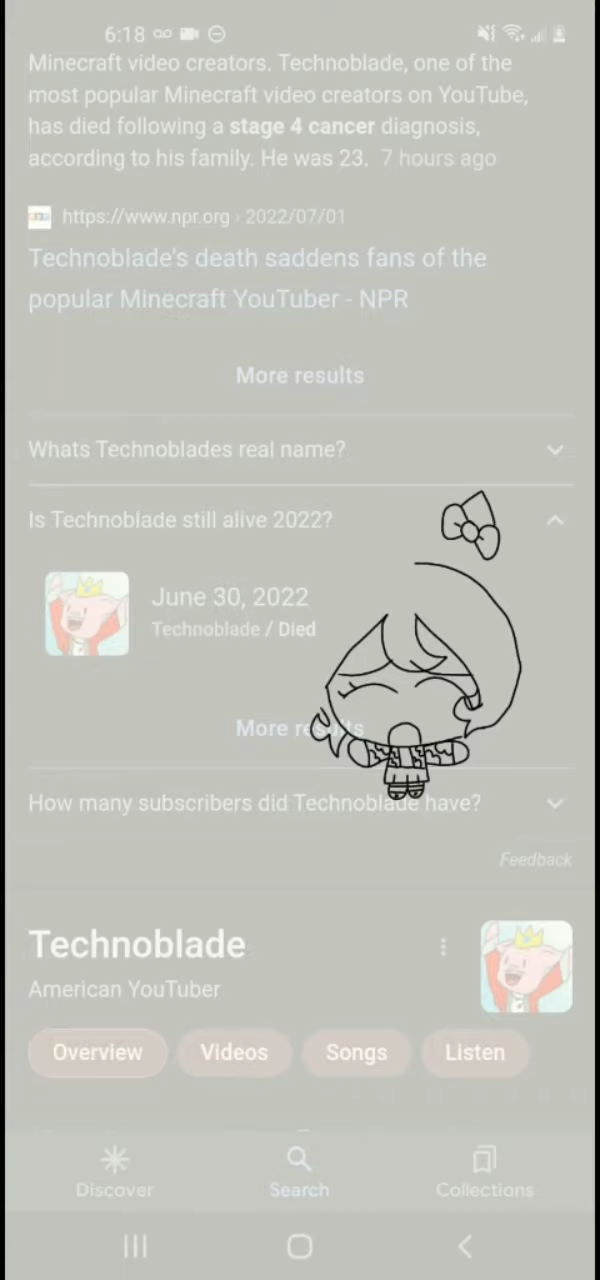 6:18
Minecraft video creators. Technoblade, one of the
most popular Minecraft video creators on YouTube,
has died following a stage 4 cancer diagnosis,
according to his family. He was 23. 7 hours ago
https://www.npr.org › 2022/07/01
Technoblade's death saddens fans of the
popular Minecraft YouTuber - NPR
More results
Whats Technoblades real name?
Is Technoblade still alive 2022?
June 30, 2022
Technoblade / Died
More results
How many subscribers did Technoblade have?
Feedback
Technoblade
American YouTuber
Overview
Videos
Songs
Listen
Discover
Search
Collections